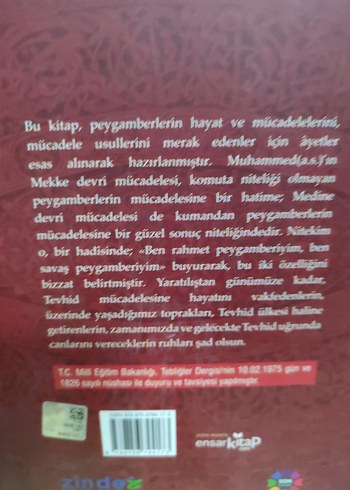 Bu kitap, peygamberlerin hayat ve mücadelelerini,
mücadele usullerini merak edenler için âyetler
esas alınarak hazırlanmıştır. Muhammed(a.s.)'ın
Mekke devri mücadelesi, komuta niteliği olmayan
peygamberlerin mücadelesine bir hatime; Medine
devri mücadelesi de kumandan peygamberlerin
mücadelesine bir güzel sonuç niteliğindedir. Nitekim
o, bir hadisinde; «Ben rahmet peygamberiyim, ben
savaş peygamberiyim» buyurarak, bu iki özelliğini
bizzat belirtmiştir. Yaratılıştan günümüze kadar,
Tevhid mücadelesine hayatını vakfedenlerin,
üzerinde yaşadığımız toprakları, Tevhid ülkesi haline
getirenlerin, zamanımızda ve gelecekte Tevhid uğrunda
canlarını vereceklerin ruhları şad olsun.
T.C. Milli Eğitim Bakanlığı, Tebliğler Dergisi'nin 10.02.1975 gün ve
1826 sayılı nüshası ile duyuru ve tavsiyesi yapılmıştır.
ensarkitap